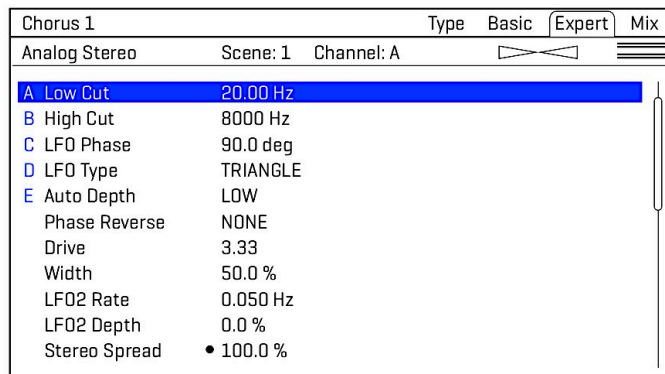 Chorus 1 Type Basic Expert Mix
Analog Stereo Scene: 1 Channel: A
A Low Cut 20.00 Hz
B High Cut 8000 Hz
C LFO Phase 90.0 deg
D LFO Type TRIANGLE
E Auto Depth LOW
Phase Reverse NONE
Drive 3.33
Width 50.0 %
LFO2 Rate 0.050 Hz
LFO2 Depth 0.0 %
Stereo Spread • 100.0 %